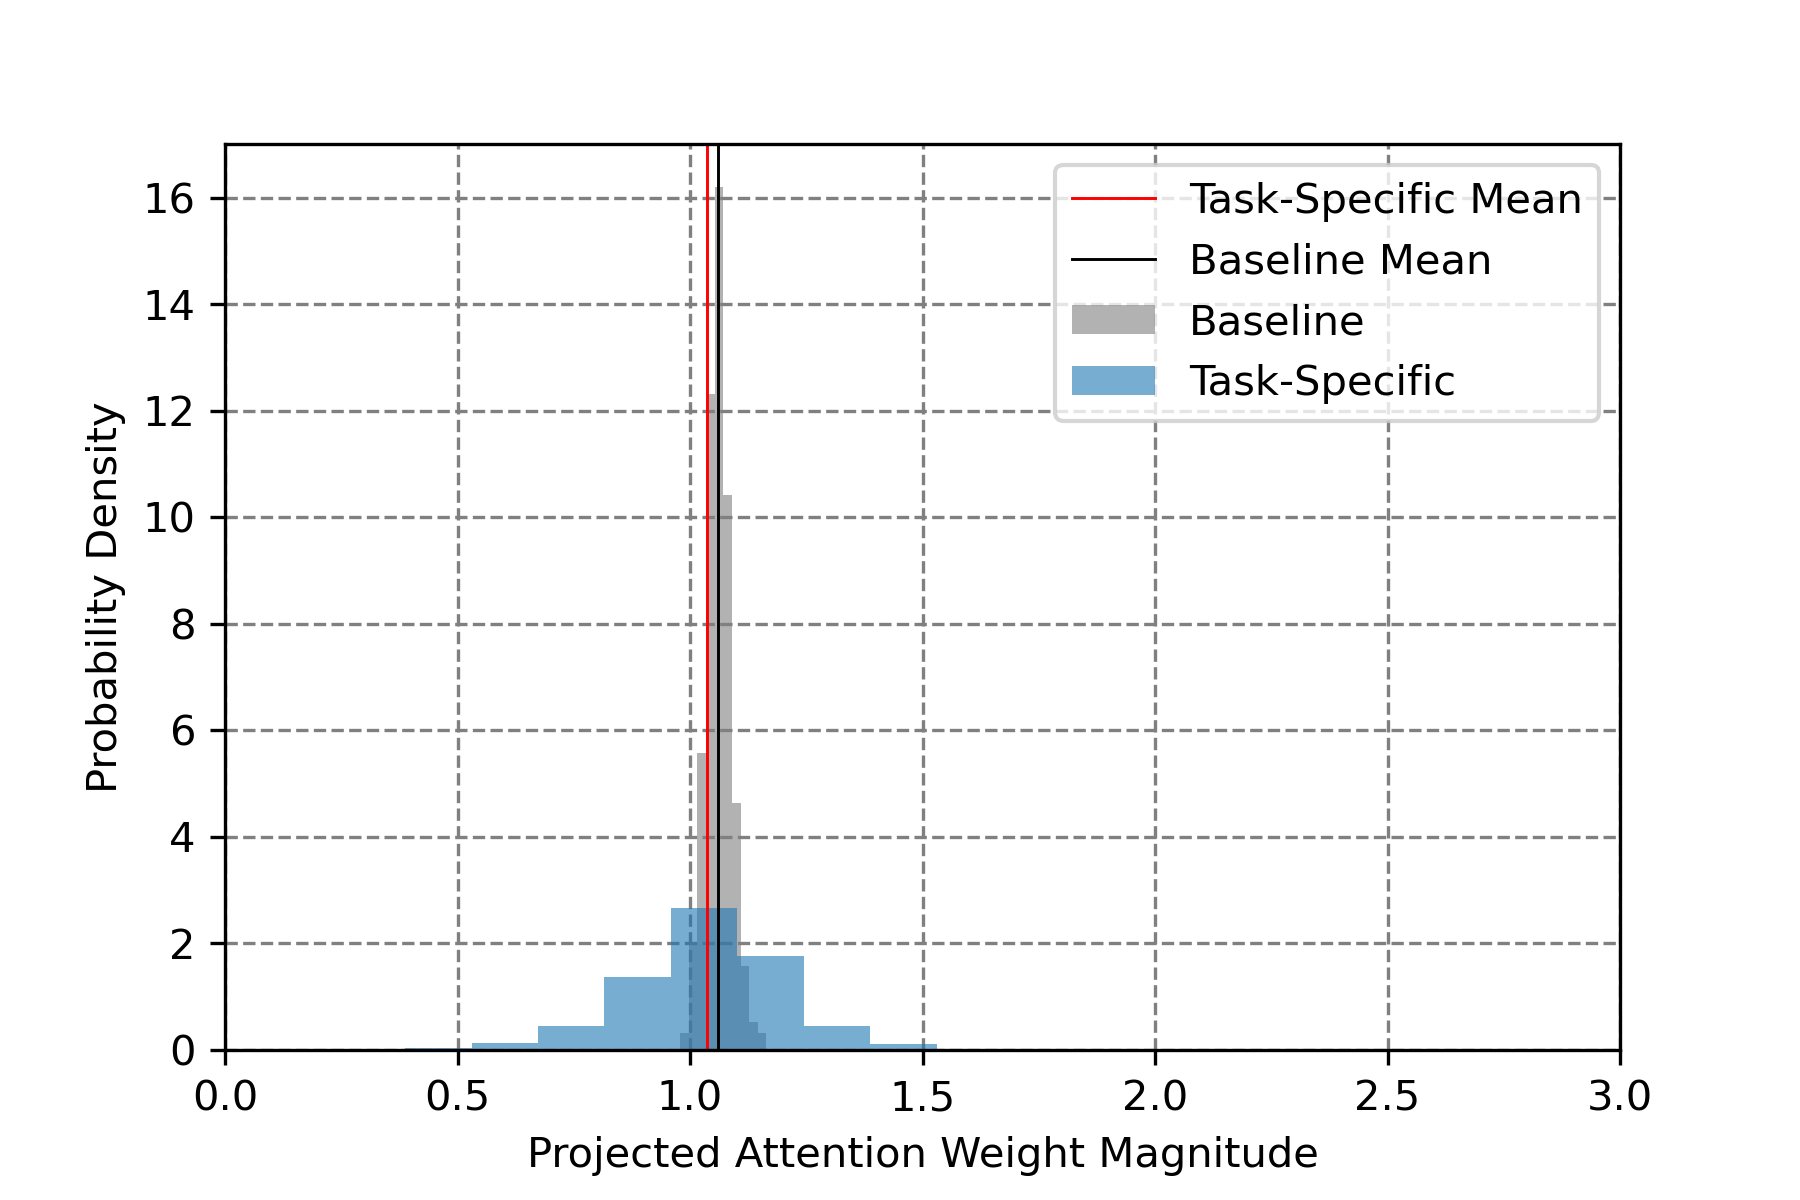 Task-Specific Mean
Baseline Mean
Baseline
Task-Specific
16
14
12
10
8
6
4
2
0
Probability Density
0.0 0.5 1.0 1.5 2.0 2.5 3.0
Projected Attention Weight Magnitude